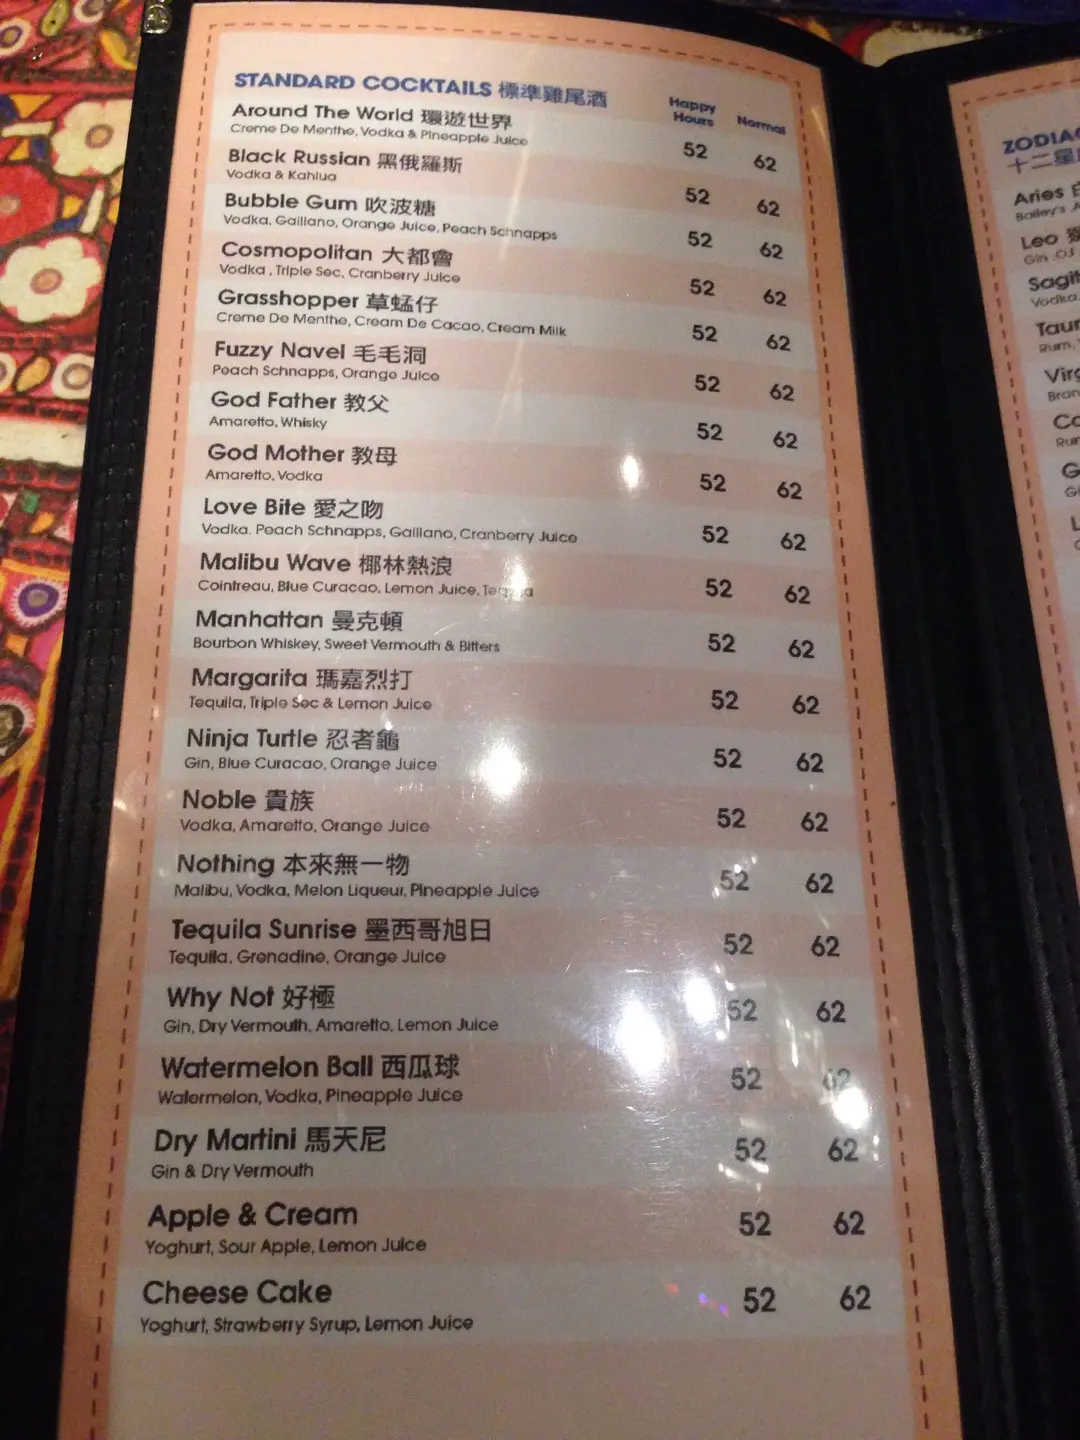 STANDARD COCKTAILS 標準雞尾酒
Happy Hours Normal
Around The World 環遊世界 52 62
Creme De Menthe, Vodka & Pineapple Juice
Black Russian 黑俄羅斯 52 62
Vodka & Kahlua
Bubble Gum 吹波糖 52 62
Vodka, Gailiano, Orange Juice, Peach Schnapps
Cosmopolitan 大都會 52 62
Vodka , Triple Sec, Cranberry Juice
Grasshopper 草蜢仔 52 62
Creme De Menthe, Cream De Cacao, Cream Milk
Fuzzy Navel 毛毛洞 52 62
Peach Schnapps, Orange Juice
God Father 教父 52 62
Amaretto, Whisky
God Mother 教母 52 62
Amaretto, Vodka
Love Bite 愛之吻 52 62
Vodka. Peach Schnapps, Gailiano, Cranberry Juice
Malibu Wave 椰林熱浪 52 62
Cointreau, Blue Curacao, Lemon Juice,
Manhattan 曼克頓 52 62
Bourbon Whiskey, Sweet Vermouth & Bitters
Margarita 瑪嘉烈打 52 62
Tequila, Triple Sec & Lemon Juice
Ninja Turtle 忍者龜 52 62
Gin, Blue Curacao, Orange Juice
Noble 貴族 52 62
Vodka, Amaretto, Orange Juice
Nothing 本來無一物 52 62
Malibu, Vodka, Melon Liqueur, Pineapple Juice
Tequila Sunrise 墨西哥旭日 52 62
Tequila, Grenadine, Orange Juice
Why Not 好極 52 62
Gin, Dry Vermouth, Amaretto, Lemon Juice
Watermelon Ball 西瓜球 52 62
Watermelon, Vodka, Pineapple Juice
Dry Martini 馬天尼 52 62
Gin & Dry Vermouth
Apple & Cream 52 62
Yoghurt, Sour Apple, Lemon Juice
Cheese Cake 52 62
Yoghurt, Strawberry Syrup, Lemon Juice
十二星
Aries
Bailey's
Leo
Gin ,OJ
Vodka,
Rum,